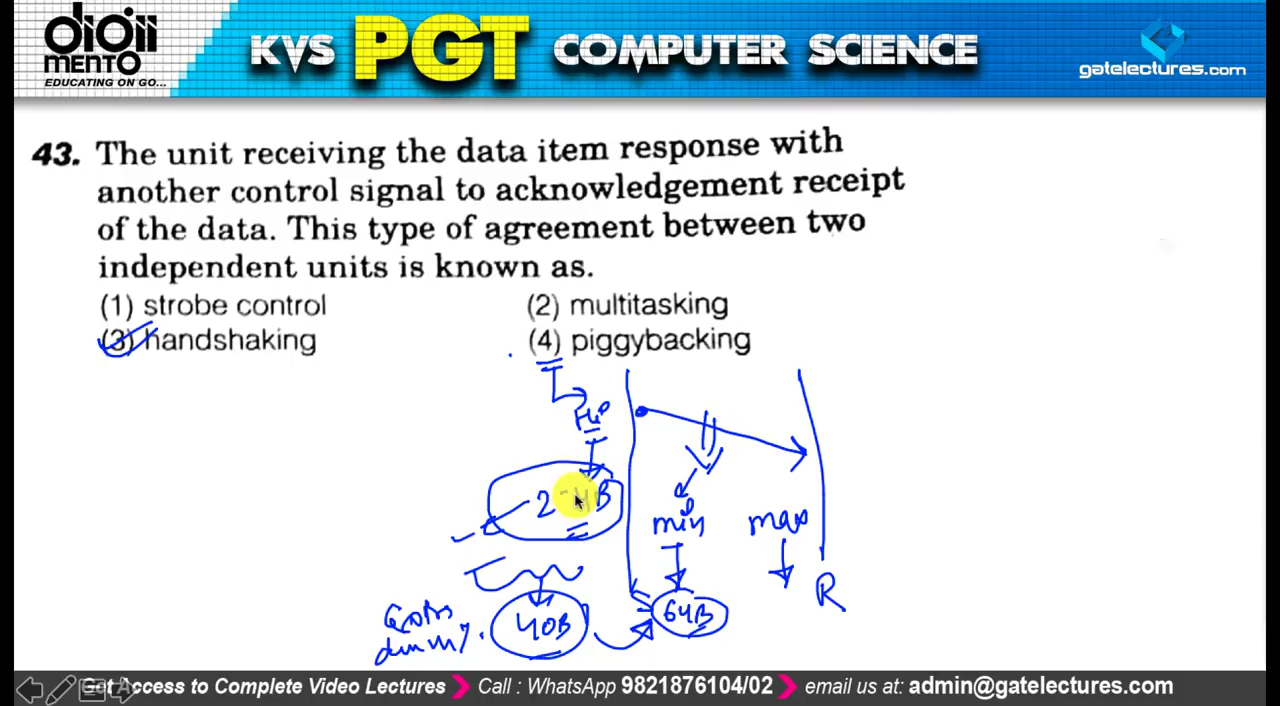 digii
mento
EDUCATING ON GO...
KVS PGT COMPUTER SCIENCE
gatelectures.com
43. The unit receiving the data item response with
another control signal to acknowledgement receipt
of the data. This type of agreement between two
independent units is known as.
(1) strobe control (2) multitasking
(3) handshaking (4) piggybacking
min max
R
64B
40B
Get Access to Complete Video Lectures Call : WhatsApp 9821876104/02 email us at: admin@gatelectures.com